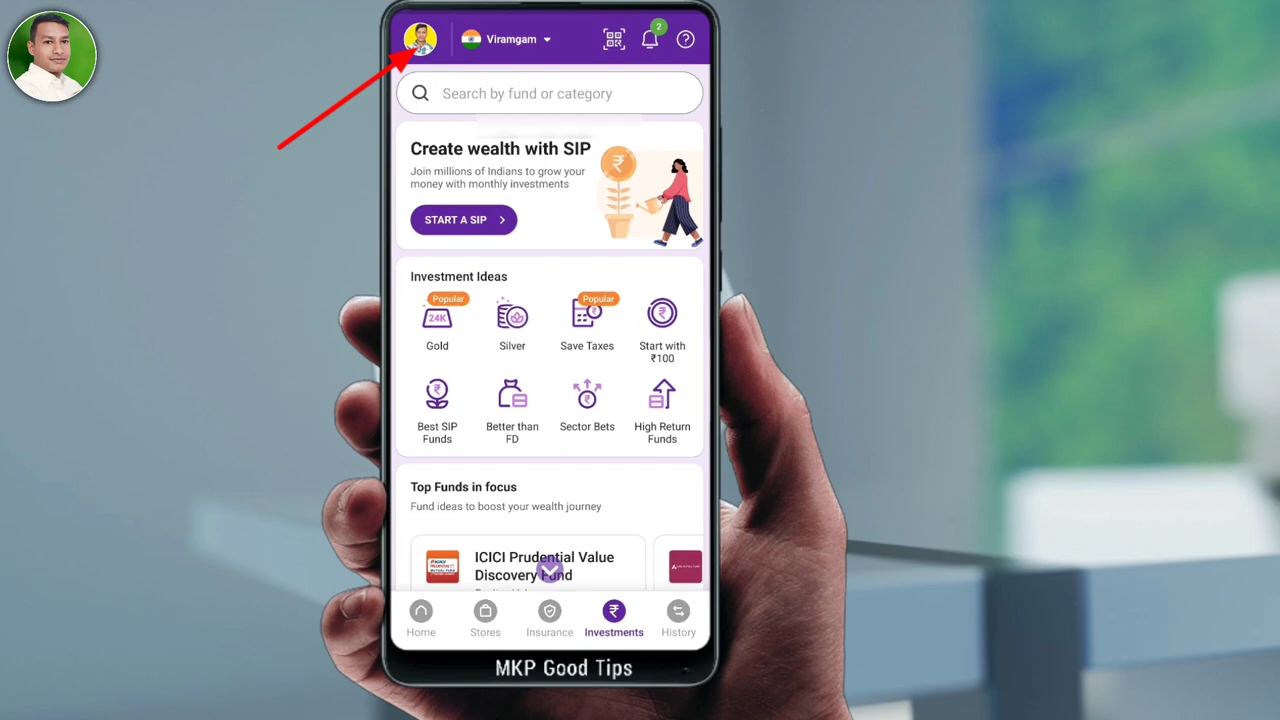 Viramgam
2
Search by fund or category
Create wealth with SIP
Join millions of Indians to grow your
money with monthly investments
START A SIP
Investment Ideas
Popular
Popular
24K
Gold
Silver
Save Taxes
Start with
₹100
Best SIP
Funds
Better than
FD
Sector Bets
High Return
Funds
Top Funds in focus
Fund ideas to boost your wealth journey
ICICI Prudential Value
Discovery Fund
Home
Stores
Insurance
Investments
History
MKP Good Tips